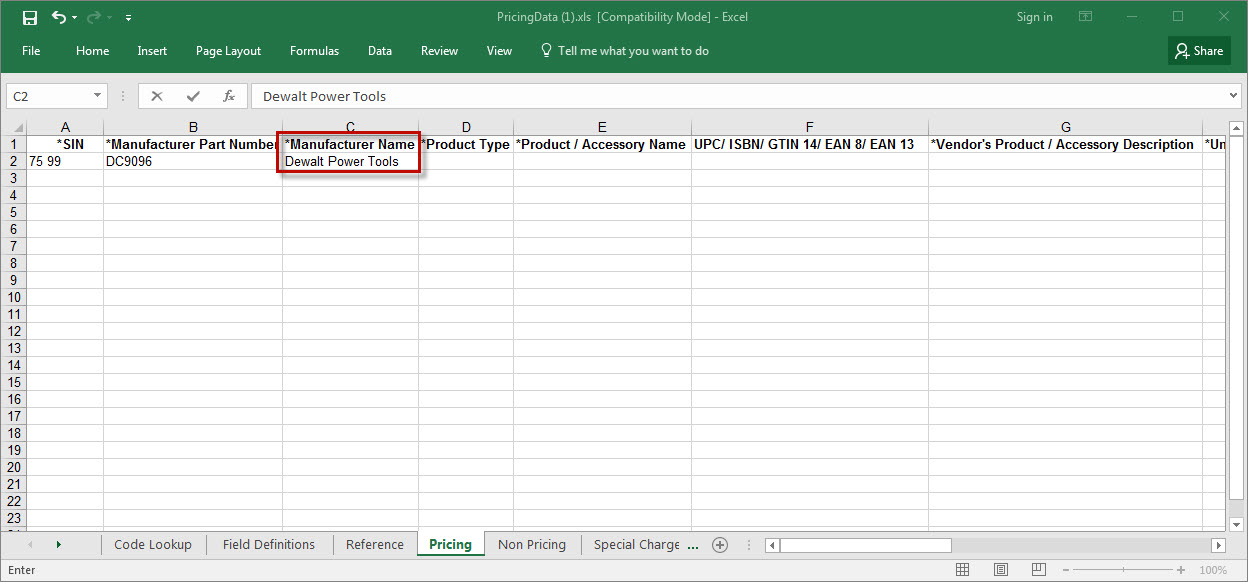 PricingData (1).xls [Compatibility Mode] - Excel Sign in
File Home Insert Page Layout Formulas Data Review View Tell me what you want to do Share
C2 fx Dewalt Power Tools
A B C D E F G
1 *SIN *Manufacturer Part Number *Manufacturer Name *Product Type *Product / Accessory Name UPC/ ISBN/ GTIN 14/ EAN 8/ EAN 13 *Vendor's Product / Accessory Description *Un
2 75 99 DC9096 Dewalt Power Tools
3
4
5
6
7
8
9
10
11
12
13
14
15
16
17
18
19
20
21
22
23
Code Lookup Field Definitions Reference Pricing Non Pricing Special Charge ...
Enter 100%